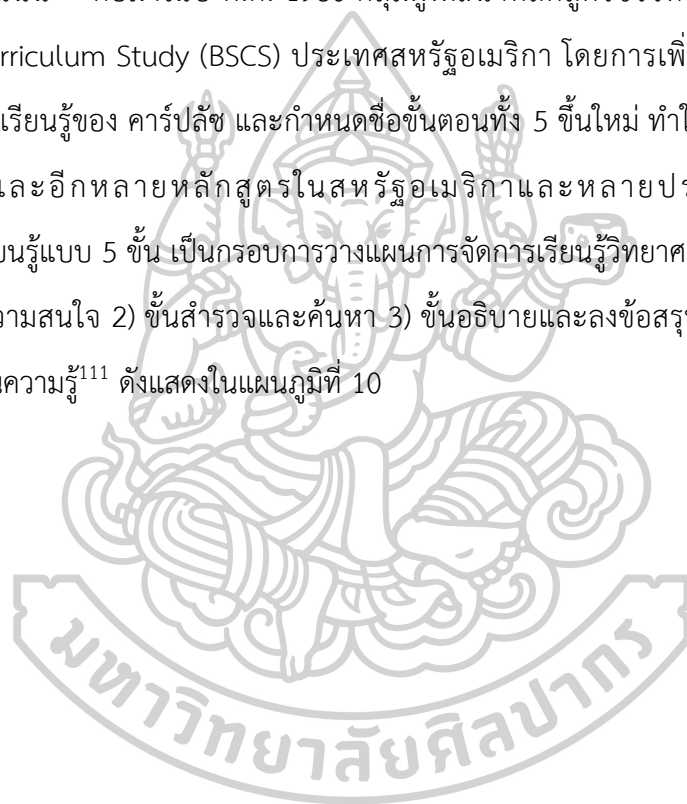 rriculum Study (BSCS) ประเทศสหรัฐอเมริกา โดยการเพิ่
เรียนรู้ของ คาร์ปลัซ และกำหนดชื่อขั้นตอนทั้ง 5 ขึ้นใหม่ ทำใ
ละอีกหลายหลักสูตรในสหรัฐอเมริกาและหลายปร
ยนรู้แบบ 5 ขั้น เป็นกรอบการวางแผนการจัดการเรียนรู้วิทยาศ
วามสนใจ 2) ขั้นสำรวจและค้นหา 3) ขั้นอธิบายและลงข้อสรุ
นความรู้111 ดังแสดงในแผนภูมิที่ 10
มหาวิทยาลัยศิลปากร